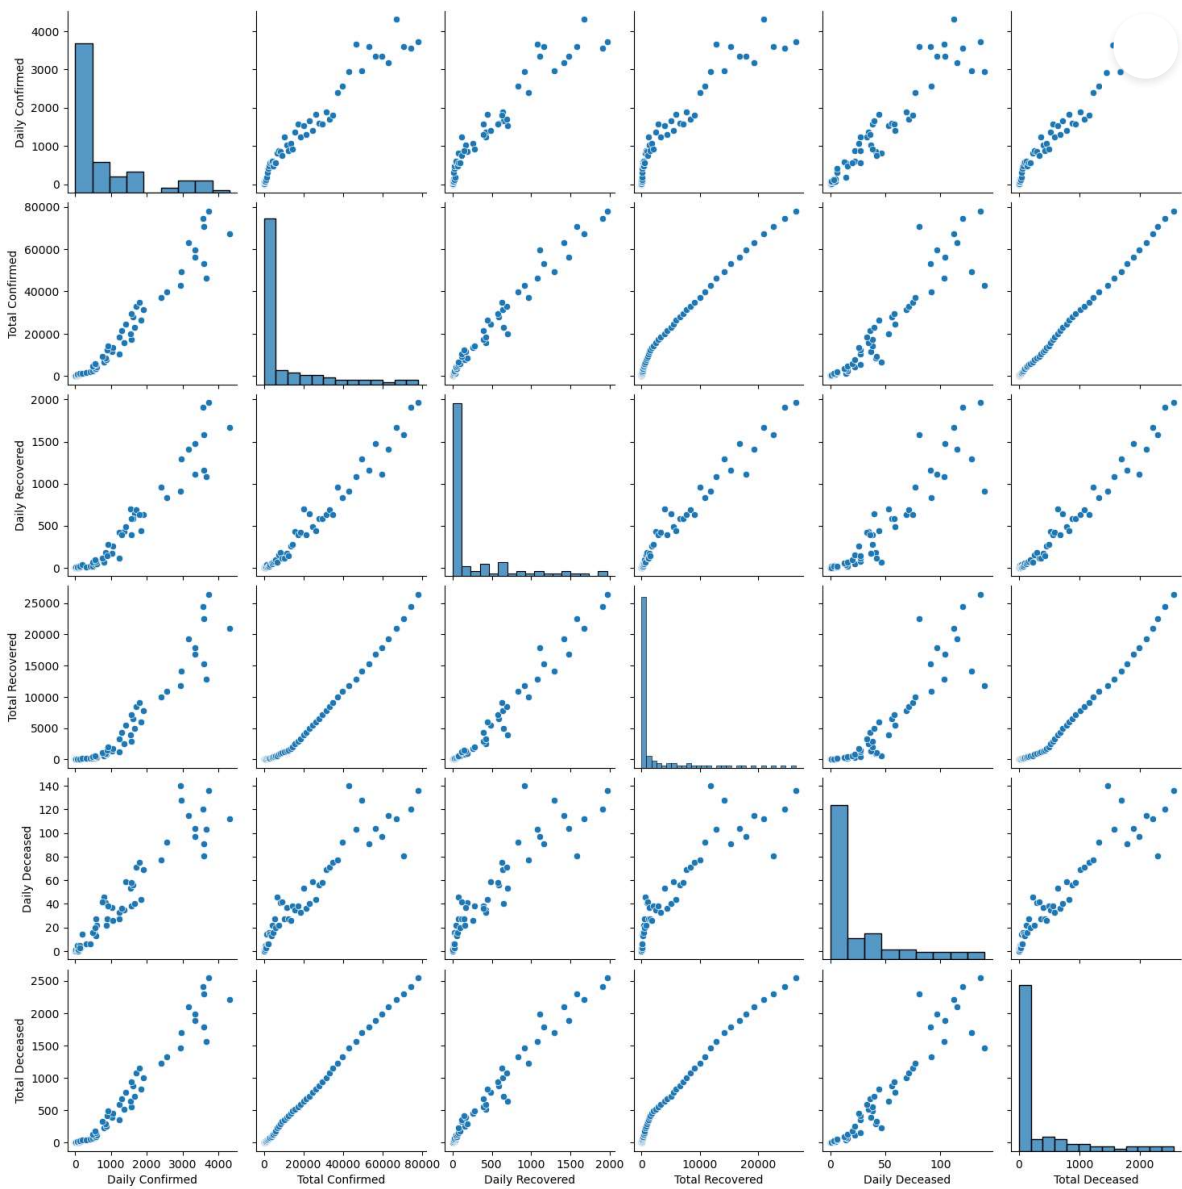 Daily Confirmed
4000
3000
2000
1000
0
Total Confirmed
80000
60000
40000
20000
0
Daily Recovered
2000
1500
1000
500
0
Total Recovered
25000
20000
15000
10000
5000
0
Daily Deceased
140
120
100
80
60
40
20
0
Total Deceased
2500
2000
1500
1000
500
0
0 1000 2000 3000 4000
Daily Confirmed
0 20000 40000 60000 80000
Total Confirmed
0 500 1000 1500 2000
Daily Recovered
0 10000 20000
Total Recovered
0 50 100
Daily Deceased
0 1000 2000
Total Deceased